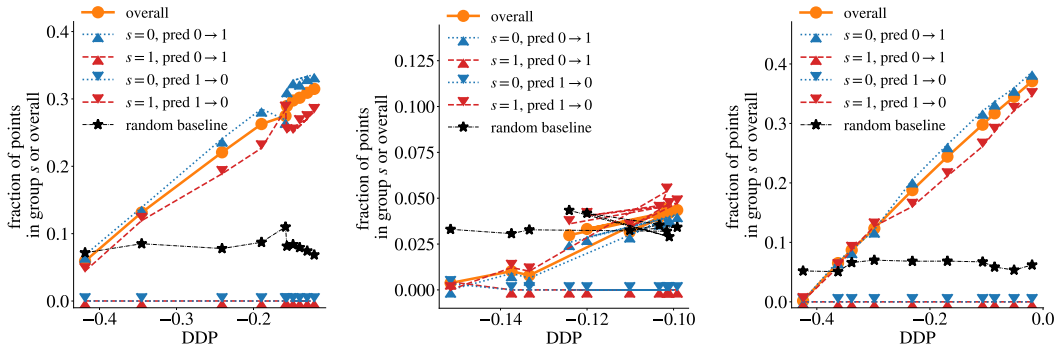 overall
s = 0, pred 0 → 1
s = 1, pred 0 → 1
s = 0, pred 1 → 0
s = 1, pred 1 → 0
random baseline
fraction of points
in group s or overall
0.4
0.3
0.2
0.1
0.0
−0.4
−0.3
−0.2
DDP
overall
s = 0, pred 0 → 1
s = 1, pred 0 → 1
s = 0, pred 1 → 0
s = 1, pred 1 → 0
random baseline
fraction of points
in group s or overall
0.125
0.100
0.075
0.050
0.025
0.000
−0.14
−0.12
−0.10
DDP
overall
s = 0, pred 0 → 1
s = 1, pred 0 → 1
s = 0, pred 1 → 0
s = 1, pred 1 → 0
random baseline
fraction of points
in group s or overall
0.4
0.3
0.2
0.1
0.0
−0.4
−0.2
0.0
DDP